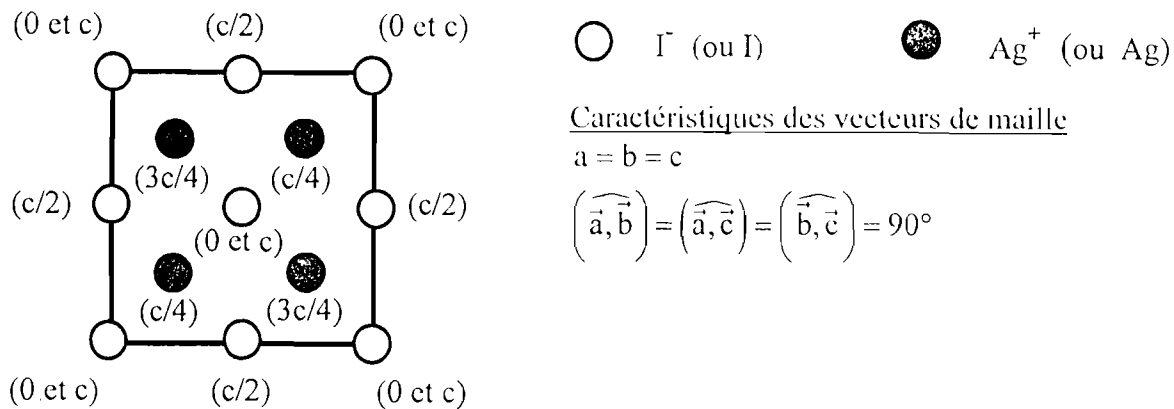 (0 et c) (c/2) (0 et c)
(3c/4) (c/4)
(c/2) (c/2)
(0 et c)
(c/4) (3c/4)
(0 et c) (c/2) (0 et c)
I⁻ (ou I) Ag⁺ (ou Ag)
Caractéristiques des vecteurs de maille
a = b = c
(a⃗,b⃗) = (a⃗,c⃗) = (b⃗,c⃗) = 90°